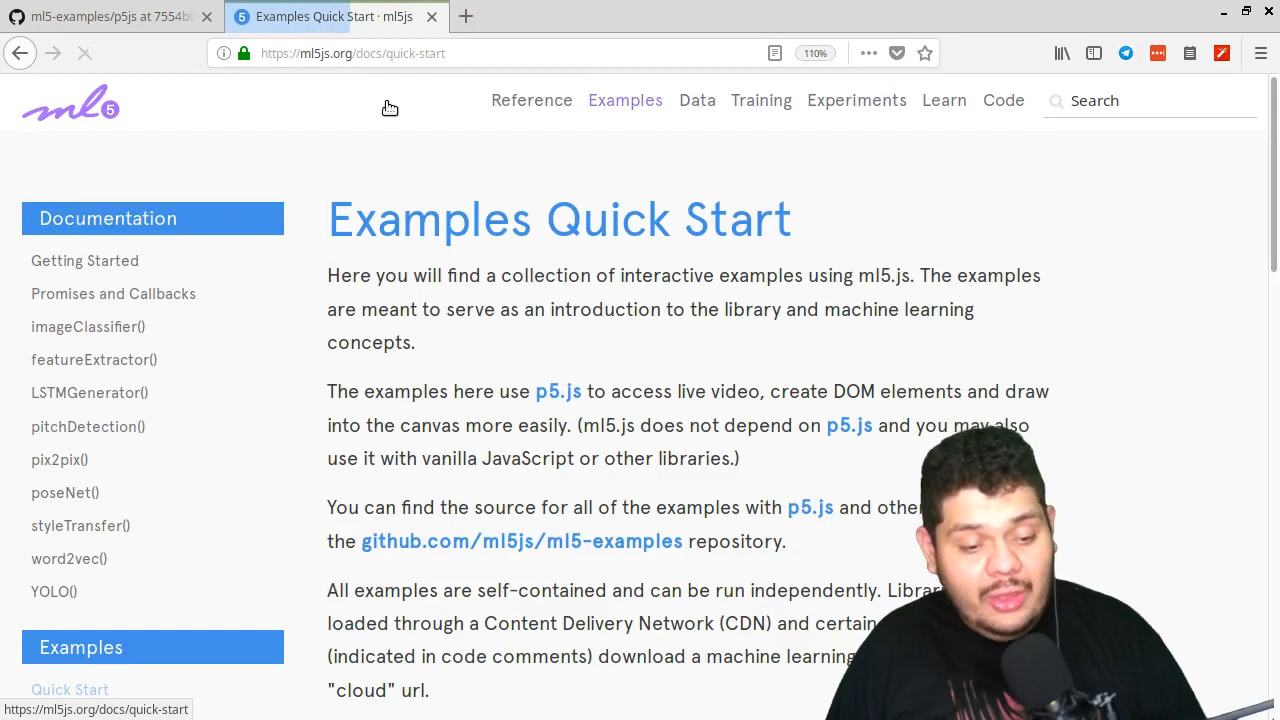 ml5-examples/p5js at 7554b
Examples Quick Start · ml5js
https://ml5js.org/docs/quick-start
110%
ml5
Reference
Examples
Data
Training
Experiments
Learn
Code
Search
Documentation
Getting Started
Promises and Callbacks
imageClassifier()
featureExtractor()
LSTMGenerator()
pitchDetection()
pix2pix()
poseNet()
styleTransfer()
word2vec()
YOLO()
Examples
Quick Start
Examples Quick Start
Here you will find a collection of interactive examples using ml5.js. The examples
are meant to serve as an introduction to the library and machine learning
concepts.
The examples here use p5.js to access live video, create DOM elements and draw
into the canvas more easily. (ml5.js does not depend on p5.js and you may also
use it with vanilla JavaScript or other libraries.)
You can find the source for all of the examples with p5.js and other
the github.com/ml5js/ml5-examples repository.
All examples are self-contained and can be run independently.
loaded through a Content Delivery Network (CDN) and certain
(indicated in code comments) download a machine learning
"cloud" url.
https://ml5js.org/docs/quick-start